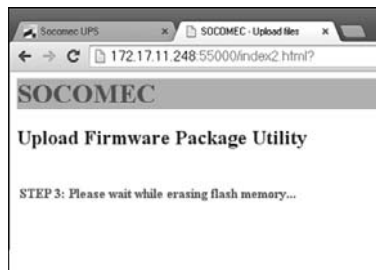 Socomec UPS
SOCOMEC - Upload files
172.17.11.248:55000/index2.html?
SOCOMEC
Upload Firmware Package Utility
STEP 3: Please wait while erasing flash memory...